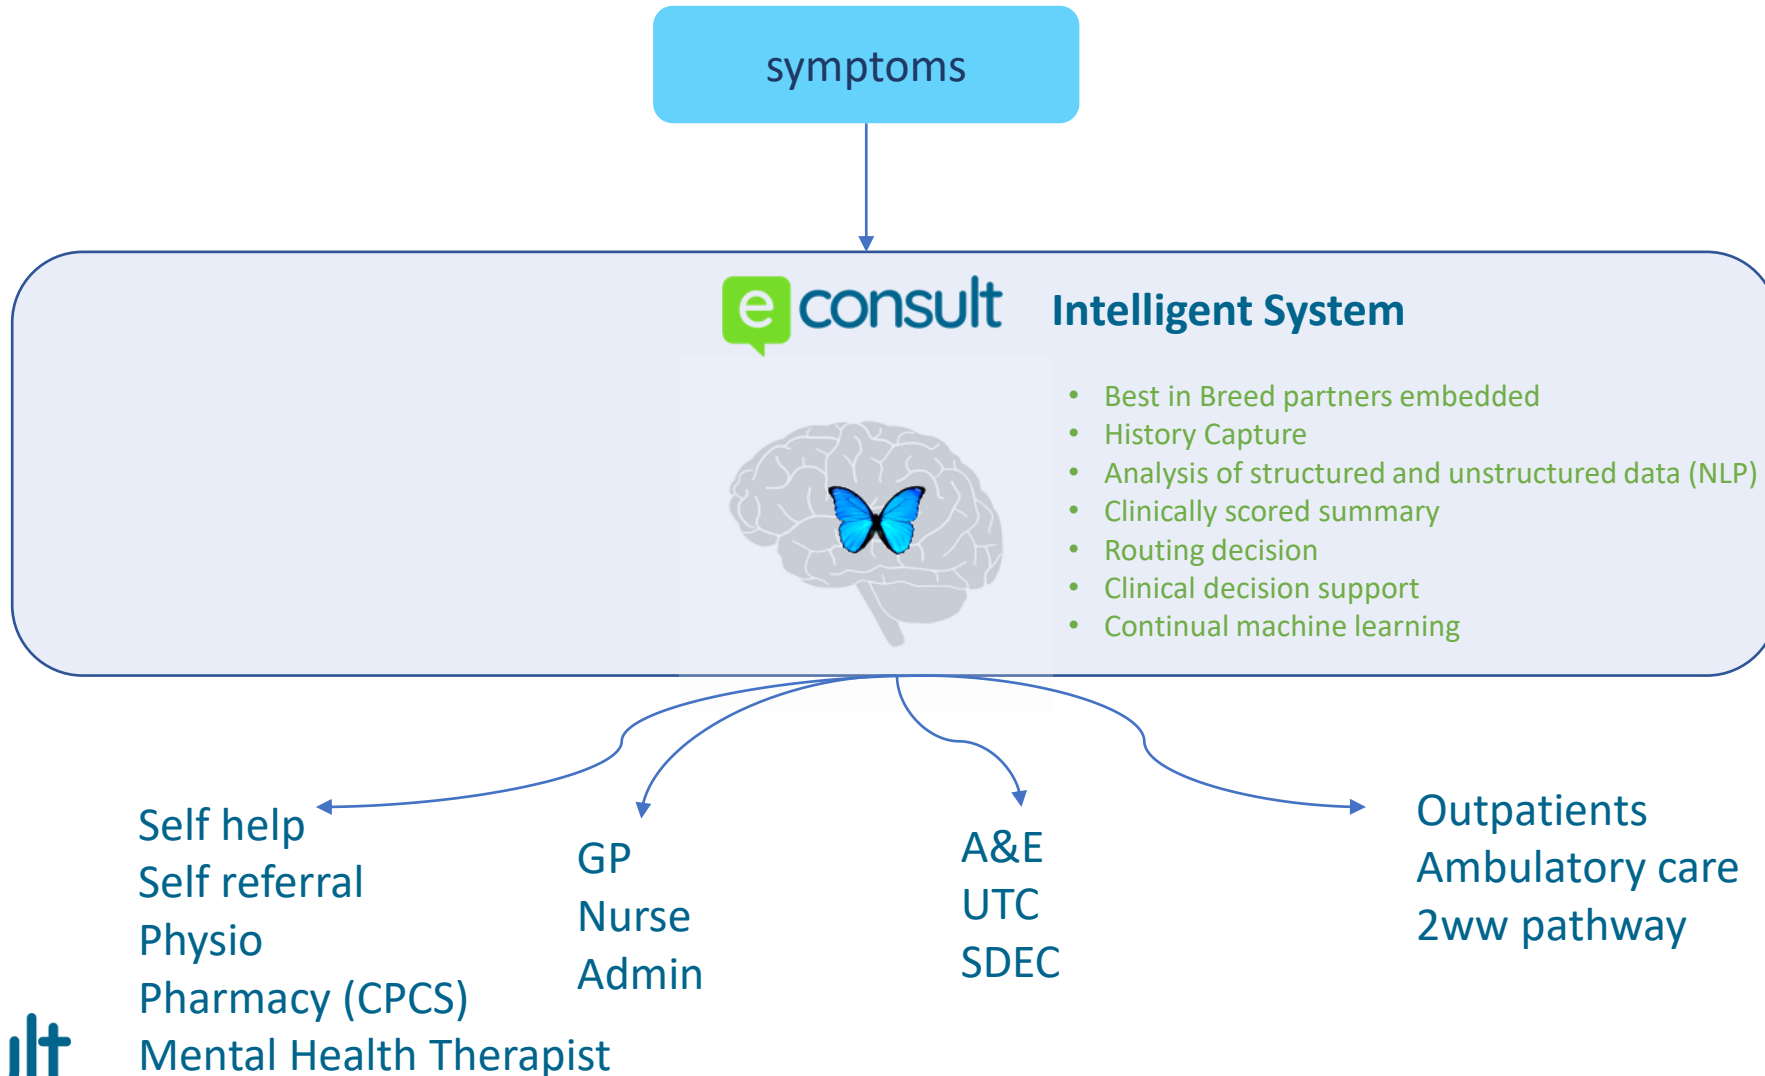 symptoms
e consult Intelligent System
• Best in Breed partners embedded
• History Capture
• Analysis of structured and unstructured data (NLP)
• Clinically scored summary
• Routing decision
• Clinical decision support
• Continual machine learning
Self help
Self referral
Physio
Pharmacy (CPCS)
Mental Health Therapist
GP
Nurse
Admin
A&E
UTC
SDEC
Outpatients
Ambulatory care
2ww pathway